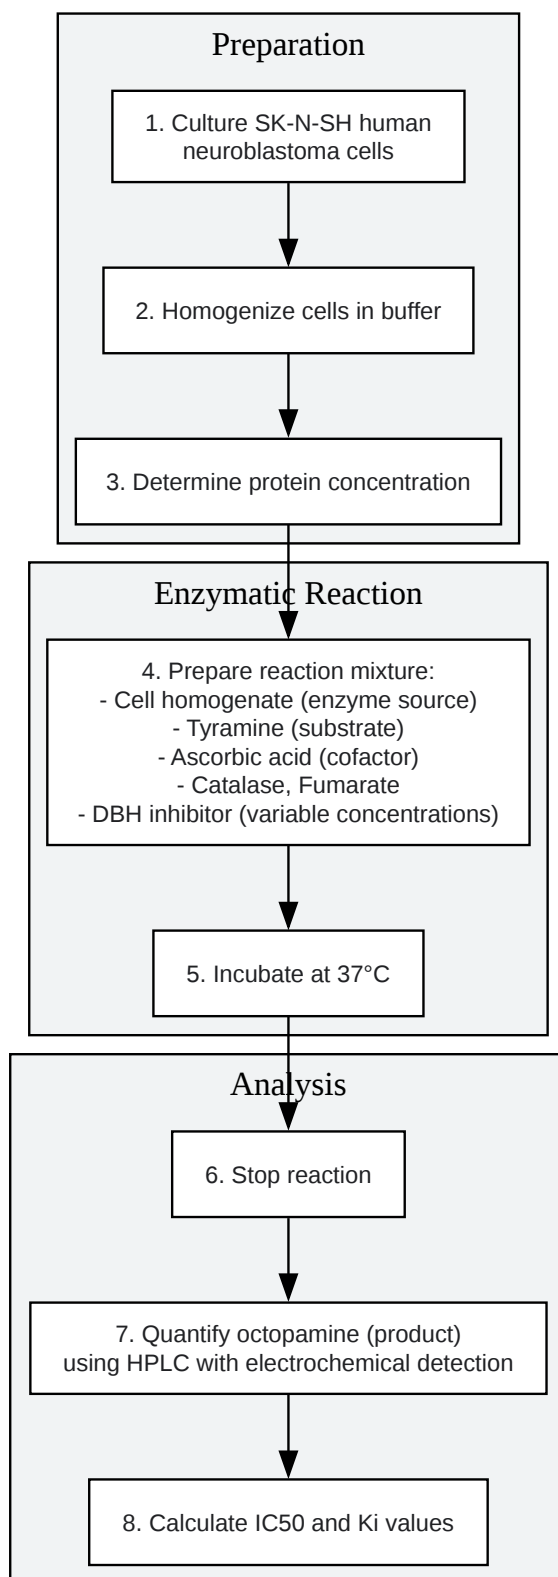 Preparation
1. Culture SK-N-SH human
neuroblastoma cells
2. Homogenize cells in buffer
3. Determine protein concentration
Enzymatic Reaction
4. Prepare reaction mixture:
- Cell homogenate (enzyme source)
- Tyramine (substrate)
- Ascorbic acid (cofactor)
- Catalase, Fumarate
- DBH inhibitor (variable concentrations)
5. Incubate at 37°C
Analysis
6. Stop reaction
7. Quantify octopamine (product)
using HPLC with electrochemical detection
8. Calculate IC50 and Ki values